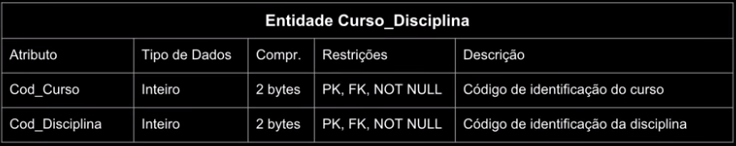 Entidade Curso_Disciplina
Atributo Tipo de Dados Compr. Restrições Descrição
Cod_Curso Inteiro 2 bytes PK, FK, NOT NULL Código de identificação do curso
Cod_Disciplina Inteiro 2 bytes PK, FK, NOT NULL Código de identificação da disciplina